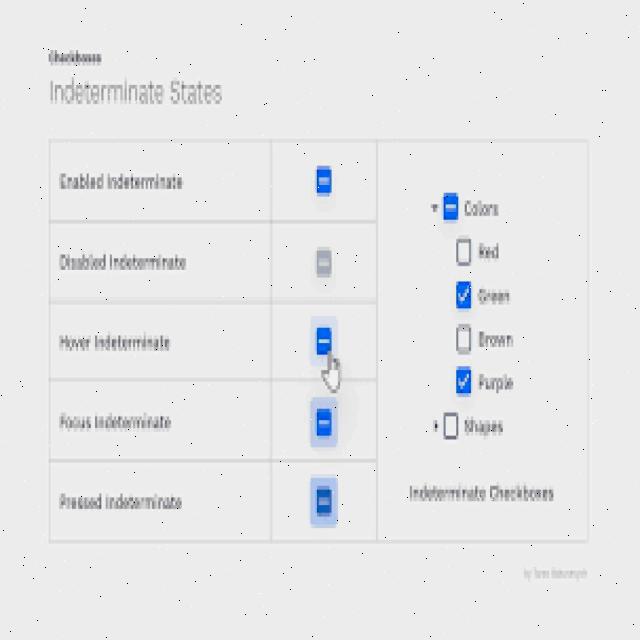 Checkboxes
Indeterminate States
Enabled Indeterminate
Disabled Indeterminate
Hover Indeterminate
Focus Indeterminate
Pressed Indeterminate
Colors
Red
Green
Brown
Purple
Shapes
Indeterminate Checkboxes
by